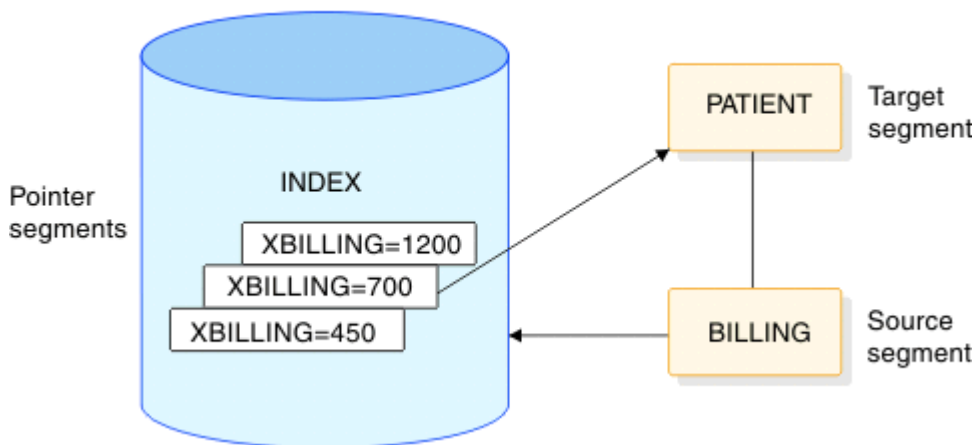 PATIENT
Target
segment
INDEX
Pointer
segments
XBILLING=1200
XBILLING=700
XBILLING=450
BILLING
Source
segment